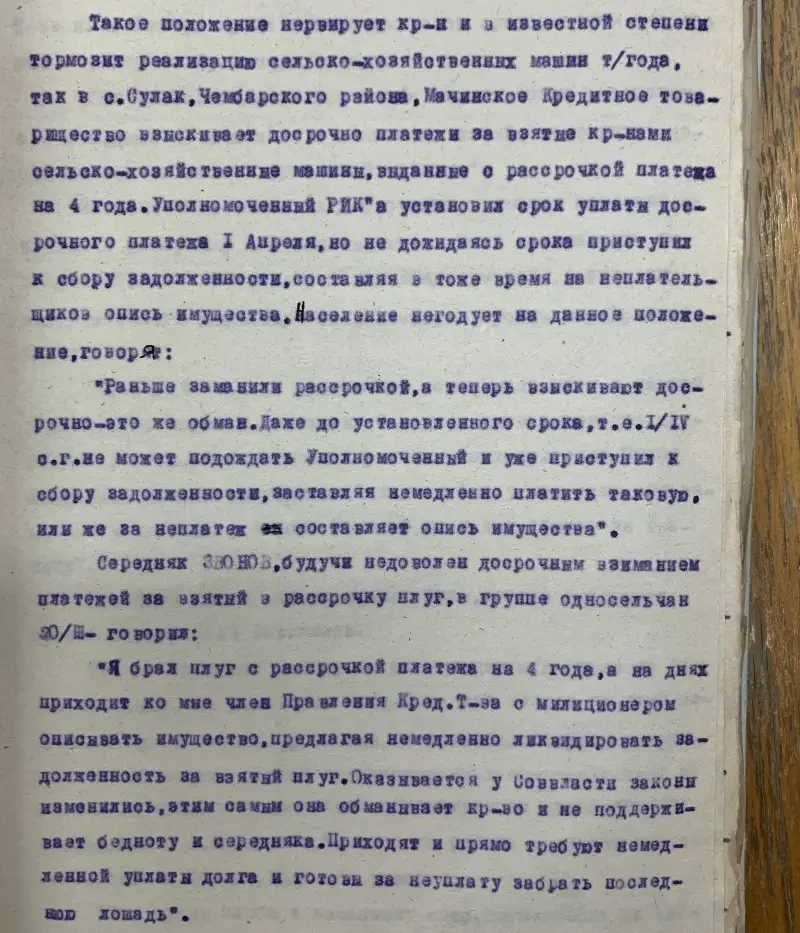 Такое положение нервирует кр-н и в известной степени
тормозит реализацию сельско-хозяйственных машин т/года,
так в с.Сулак,Чембарского района,Мачинское Кредитное това-
рищество взыскивает досрочно платежи за взятые кр-нами
сельско-хозяйственные машины,выданные с рассрочкой платежа
на 4 года.Уполномоченный РИК"а установил срок уплаты дос-
рочного платежа I Апреля,но не дожидаясь срока приступил
к сбору задолженности,составляя в тоже время на неплатель-
щиков опись имущества.Население негодует на данное положе-
ние,говорят:
"Раньше заманили рассрочкой,а теперь взыскивают дос-
рочно-это же обман.Даже до установленного срока,т.е.I/IV
с.г.не может подождать Уполномоченный и уже приступил к
сбору задолженности,заставляя немедленно платить таковую,
или же за неплатеж составляет опись имущества".
Середняк ЗВОНОВ,будучи недоволен досрочным взиманием
платежей за взятый в рассрочку плуг,в группе односельчан
20/Ш- говорил:
"Я брал плуг с рассрочкой платежа на 4 года,а на днях
приходит ко мне член Правления Кред.Т-ва с милиционером
описывать имущество,предлагая немедленно ликвидировать за-
долженность за взятый плуг.Оказывается у Соввласти законы
изменились,этим самым она обманывает кр-во и не поддержи-
вает бедноту и середняка.Приходят и прямо требуют немед-
ленной уплаты долга и готовы за неуплату забрать послед-
нюю лошадь".